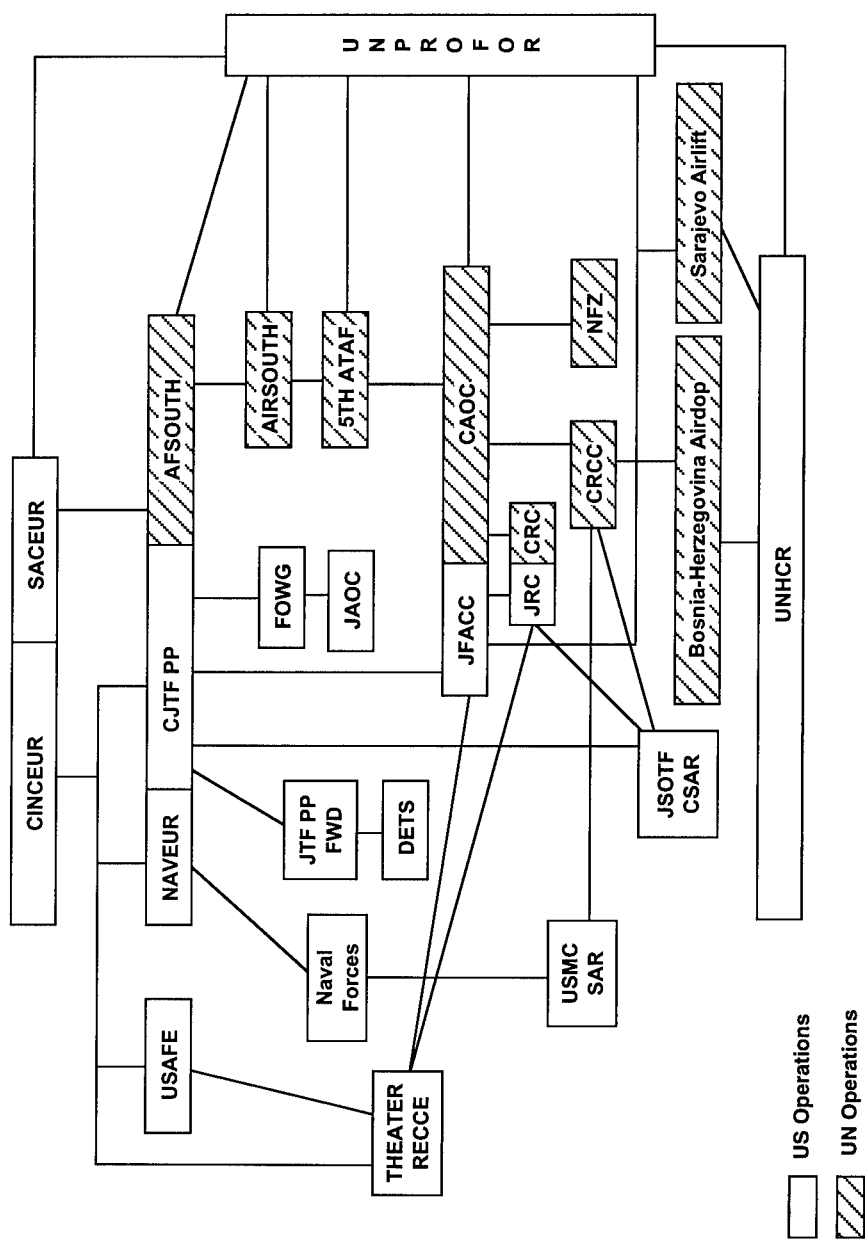 CINCEUR
SACEUR
UNPROFOR
USAFE
NAVEUR
CJTF PP
AFSOUTH
AIRSOUTH
FOWG
5TH ATAF
JAOC
JTF PP
FWD
DETS
Naval
Forces
THEATER
RECCE
JFACC
CAOC
JRC
CRC
CRCC
NFZ
USMC
SAR
JSOTF
CSAR
Bosnia-Herzegovina Airdop
Sarajevo Airlift
UNHCR
US Operations
UN Operations